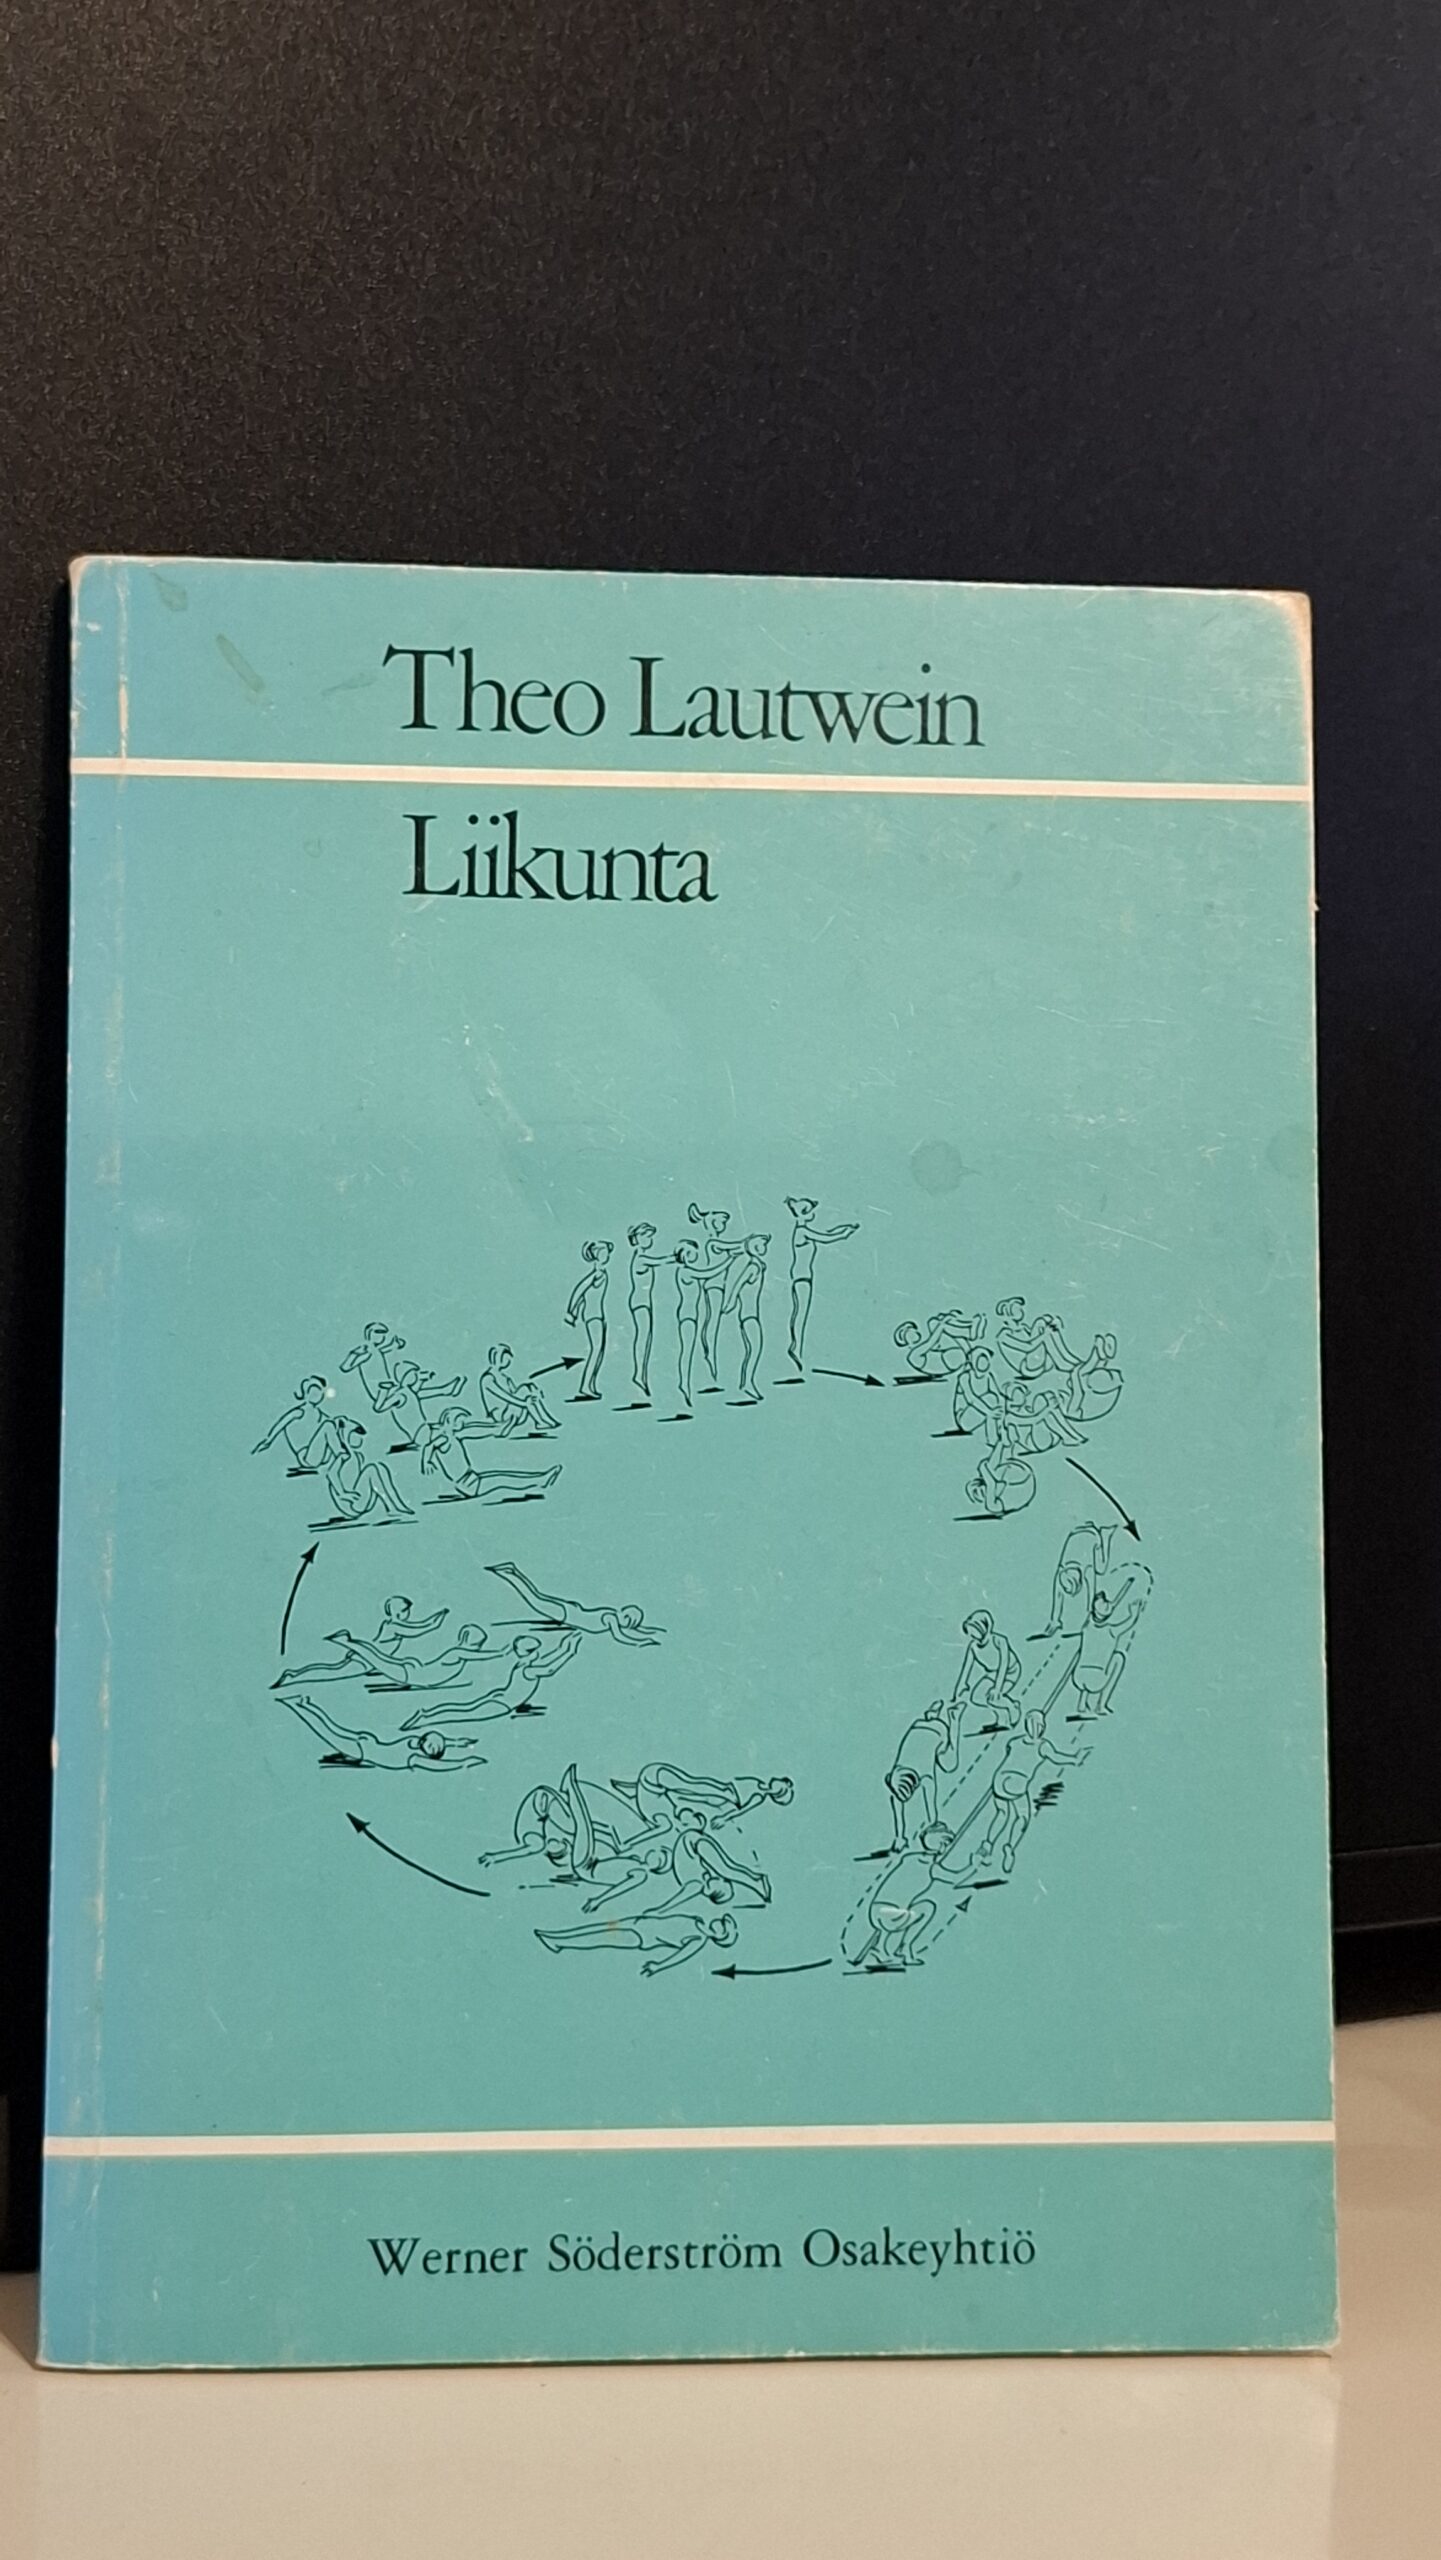 Theo Lautwein
Liikunta
Werner Söderström Osakeyhtiö